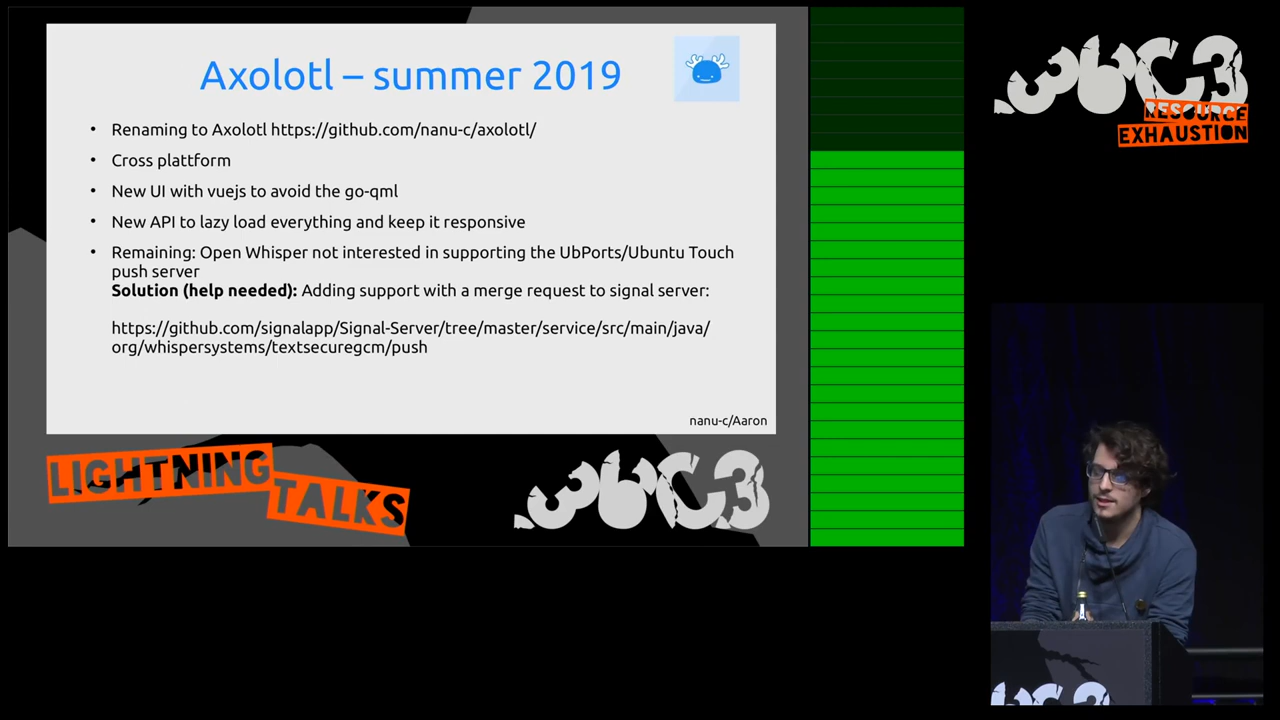 Axolotl – summer 2019
• Renaming to Axolotl https://github.com/nanu-c/axolotl/
• Cross plattform
• New UI with vuejs to avoid the go-qml
• New API to lazy load everything and keep it responsive
• Remaining: Open Whisper not interested in supporting the UbPorts/Ubuntu Touch
push server
Solution (help needed): Adding support with a merge request to signal server:
https://github.com/signalapp/Signal-Server/tree/master/service/src/main/java/
org/whispersystems/textsecuregcm/push
nanu-c/Aaron
LIGHTNING
TALKS
36C3
36C3
RESOURCE
EXHAUSTION
36C3